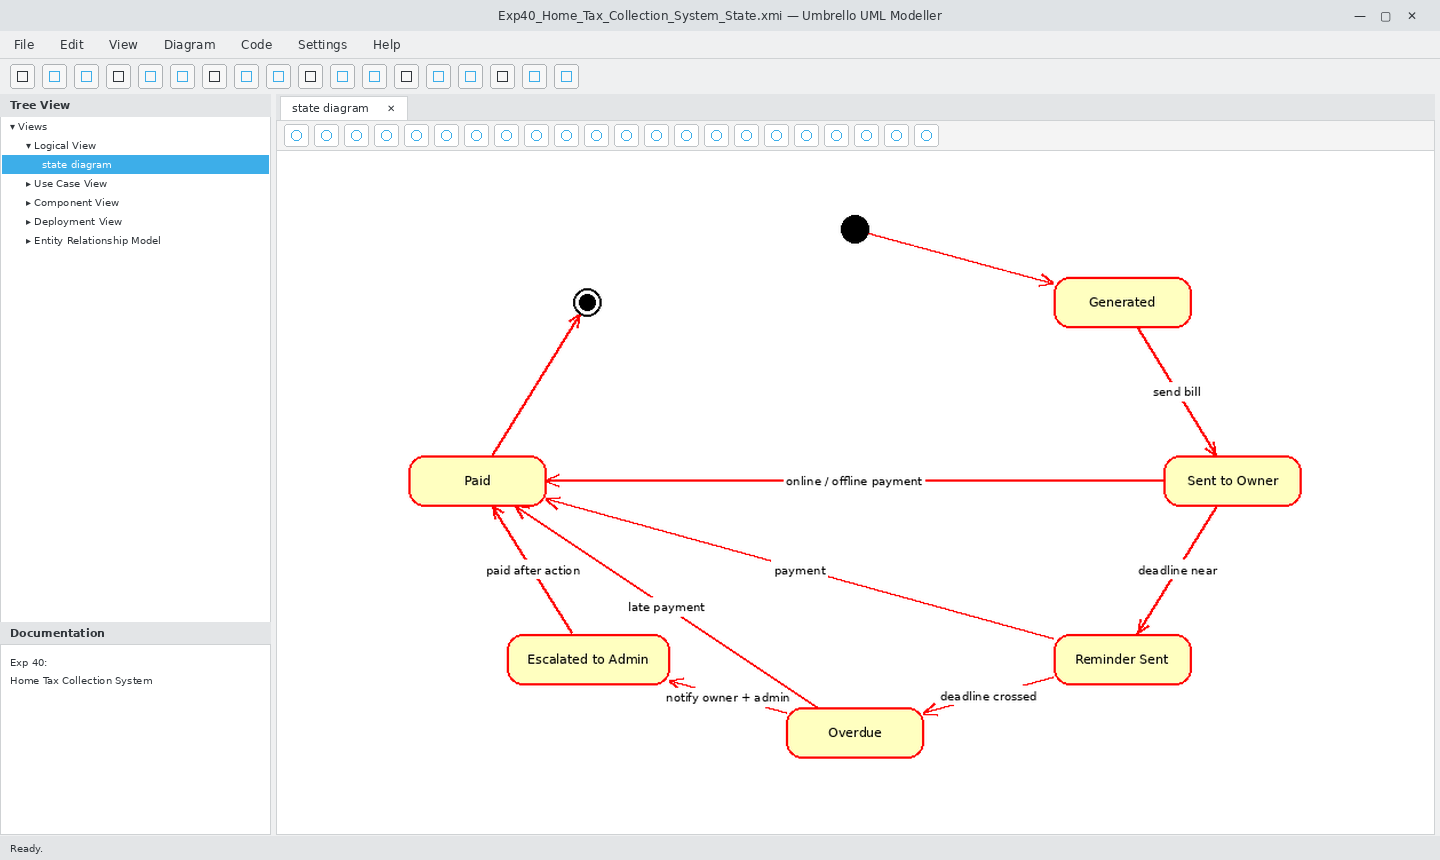 Exp40_Home_Tax_Collection_System_State.xmi — Umbrello UML Modeller
File Edit View Diagram Code Settings Help
Tree View
Views
Logical View
state diagram
Use Case View
Component View
Deployment View
Entity Relationship Model
Documentation
Exp 40:
Home Tax Collection System
state diagram
Generated
send bill
Paid
online / offline payment
Sent to Owner
paid after action
payment
deadline near
late payment
Escalated to Admin
Reminder Sent
notify owner + admin
deadline crossed
Overdue
Ready.